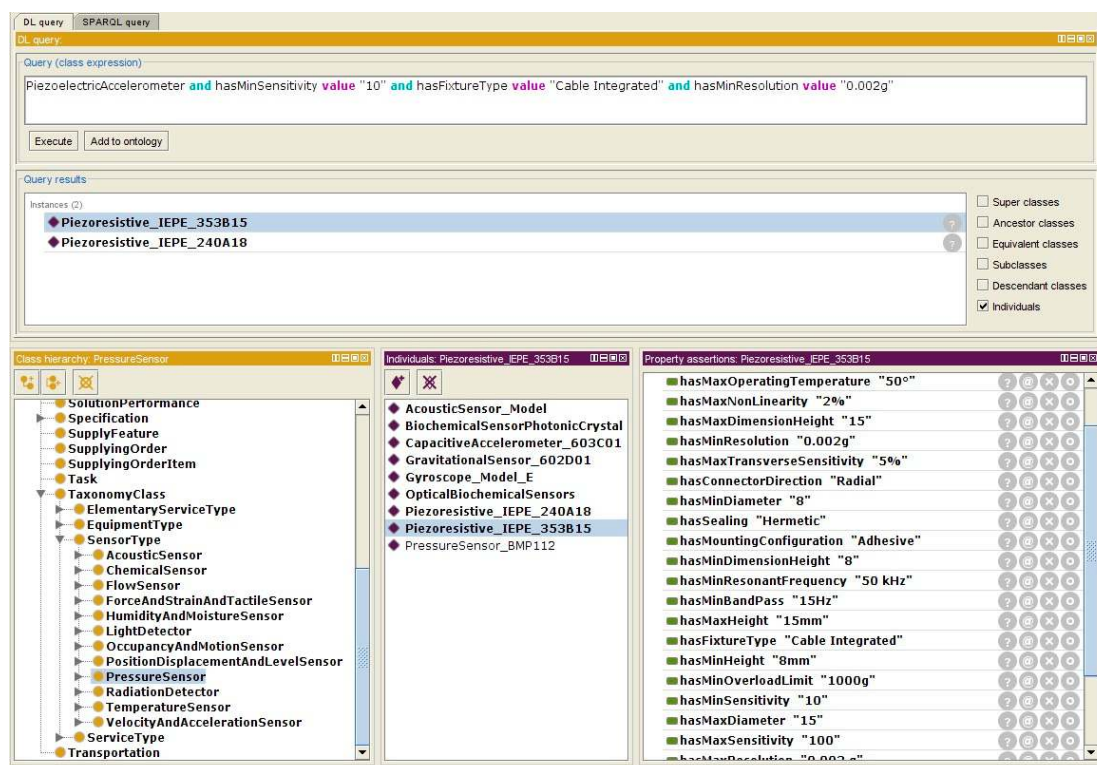 DL query SPARQL query
DL query:
Query (class expression)
PiezoelectricAccelerometer and hasMinSensitivity value "10" and hasFixtureType value "Cable Integrated" and hasMinResolution value "0.002g"
Execute Add to ontology
Query results
Instances (2)
Piezoresistive_IEPE_353B15
Piezoresistive_IEPE_240A18
Super classes
Ancestor classes
Equivalent classes
Subclasses
Descendant classes
Individuals
Class hierarchy: PressureSensor
SolutionPerformance
Specification
SupplyFeature
SupplyingOrder
SupplyingOrderItem
Task
TaxonomyClass
ElementaryServiceType
EquipmentType
SensorType
AcousticSensor
ChemicalSensor
FlowSensor
ForceAndStrainAndTactileSensor
HumidityAndMoistureSensor
LightDetector
OccupancyAndMotionSensor
PositionDisplacementAndLevelSensor
PressureSensor
RadiationDetector
TemperatureSensor
VelocityAndAccelerationSensor
ServiceType
Transportation
Individuals: Piezoresistive_IEPE_353B15
AcousticSensor_Model
BiochemicalSensorPhotonicCrystal
CapacitiveAccelerometer_603C01
GravitationalSensor_602D01
Gyroscope_Model_E
OpticalBiochemicalSensors
Piezoresistive_IEPE_240A18
Piezoresistive_IEPE_353B15
PressureSensor_BMP112
Property assertions: Piezoresistive_IEPE_353B15
hasMaxOperatingTemperature "50°"
hasMaxNonLinearity "2%"
hasMaxDimensionHeight "15"
hasMinResolution "0.002g"
hasMaxTransverseSensitivity "5%"
hasConnectorDirection "Radial"
hasMinDiameter "8"
hasSealing "Hermetic"
hasMountingConfiguration "Adhesive"
hasMinDimensionHeight "8"
hasMinResonantFrequency "50 kHz"
hasMinBandPass "15Hz"
hasMaxHeight "15mm"
hasFixtureType "Cable Integrated"
hasMinHeight "8mm"
hasMinOverloadLimit "1000g"
hasMinSensitivity "10"
hasMaxDiameter "15"
hasMaxSensitivity "100"
hasMaxResolution "0.002 g"